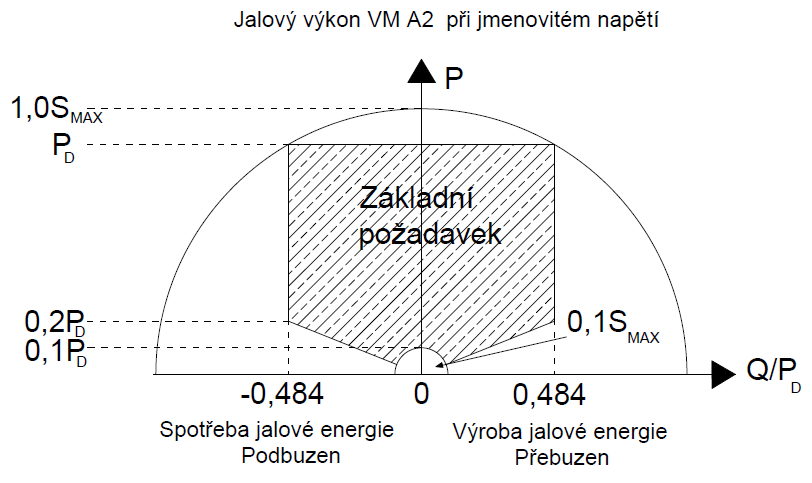 Jalový výkon VM A2 při jmenovitém napětí
P
1,0SMAX
PD
Základní
požadavek
0,2PD
0,1PD
0,1SMAX
Q/PD
-0,484
0
0,484
Spotřeba jalové energie
Podbuzen
Výroba jalové energie
Přebuzen